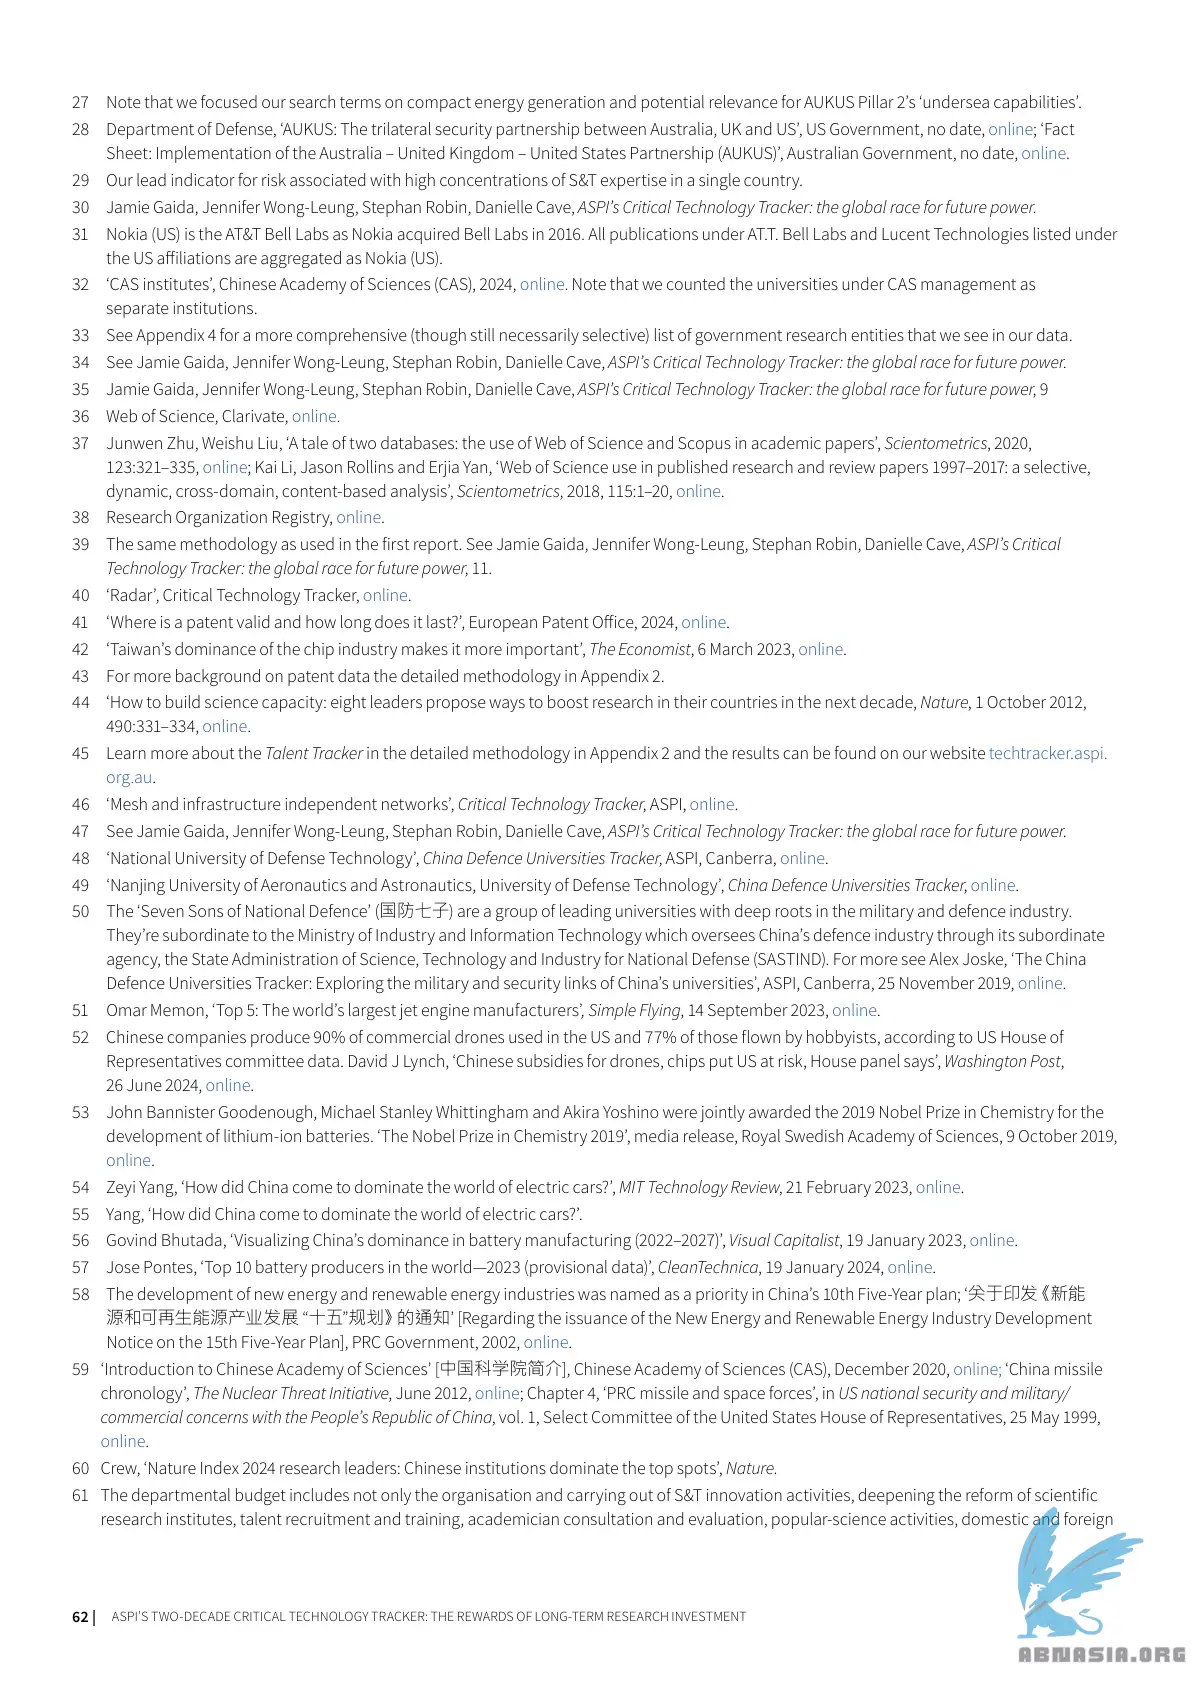 27 Note that we focused our search terms on compact energy generation and potential relevance for AUKUS Pillar 2’s ‘undersea capabilities’.
28 Department of Defense, ‘AUKUS: The trilateral security partnership between Australia, UK and US’, US Government, no date, online; ‘Fact
Sheet: Implementation of the Australia – United Kingdom – United States Partnership (AUKUS)’, Australian Government, no date, online.
29 Our lead indicator for risk associated with high concentrations of S&T expertise in a single country.
30 Jamie Gaida, Jennifer Wong-Leung, Stephan Robin, Danielle Cave, ASPI’s Critical Technology Tracker: the global race for future power.
31 Nokia (US) is the AT&T Bell Labs as Nokia acquired Bell Labs in 2016. All publications under AT.T. Bell Labs and Lucent Technologies listed under
the US affiliations are aggregated as Nokia (US).
32 ‘CAS institutes’, Chinese Academy of Sciences (CAS), 2024, online. Note that we counted the universities under CAS management as
separate institutions.
33 See Appendix 4 for a more comprehensive (though still necessarily selective) list of government research entities that we see in our data.
34 See Jamie Gaida, Jennifer Wong-Leung, Stephan Robin, Danielle Cave, ASPI’s Critical Technology Tracker: the global race for future power.
35 Jamie Gaida, Jennifer Wong-Leung, Stephan Robin, Danielle Cave, ASPI’s Critical Technology Tracker: the global race for future power, 9
36 Web of Science, Clarivate, online.
37 Junwen Zhu, Weishu Liu, ‘A tale of two databases: the use of Web of Science and Scopus in academic papers’, Scientometrics, 2020,
123:321–335, online; Kai Li, Jason Rollins and Erjia Yan, ‘Web of Science use in published research and review papers 1997–2017: a selective,
dynamic, cross-domain, content-based analysis’, Scientometrics, 2018, 115:1–20, online.
38 Research Organization Registry, online.
39 The same methodology as used in the first report. See Jamie Gaida, Jennifer Wong-Leung, Stephan Robin, Danielle Cave, ASPI’s Critical
Technology Tracker: the global race for future power, 11.
40 ‘Radar’, Critical Technology Tracker, online.
41 ‘Where is a patent valid and how long does it last?’, European Patent Office, 2024, online.
42 ‘Taiwan’s dominance of the chip industry makes it more important’, The Economist, 6 March 2023, online.
43 For more background on patent data the detailed methodology in Appendix 2.
44 ‘How to build science capacity: eight leaders propose ways to boost research in their countries in the next decade, Nature, 1 October 2012,
490:331–334, online.
45 Learn more about the Talent Tracker in the detailed methodology in Appendix 2 and the results can be found on our website techtracker.aspi.
org.au.
46 ‘Mesh and infrastructure independent networks’, Critical Technology Tracker, ASPI, online.
47 See Jamie Gaida, Jennifer Wong-Leung, Stephan Robin, Danielle Cave, ASPI’s Critical Technology Tracker: the global race for future power.
48 ‘National University of Defense Technology’, China Defence Universities Tracker, ASPI, Canberra, online.
49 ‘Nanjing University of Aeronautics and Astronautics, University of Defense Technology’, China Defence Universities Tracker, online.
50 The ‘Seven Sons of National Defence’ (国防七子) are a group of leading universities with deep roots in the military and defence industry.
They’re subordinate to the Ministry of Industry and Information Technology which oversees China’s defence industry through its subordinate
agency, the State Administration of Science, Technology and Industry for National Defense (SASTIND). For more see Alex Joske, ‘The China
Defence Universities Tracker: Exploring the military and security links of China’s universities’, ASPI, Canberra, 25 November 2019, online.
51 Omar Memon, ‘Top 5: The world’s largest jet engine manufacturers’, Simple Flying, 14 September 2023, online.
52 Chinese companies produce 90% of commercial drones used in the US and 77% of those flown by hobbyists, according to US House of
Representatives committee data. David J Lynch, ‘Chinese subsidies for drones, chips put US at risk, House panel says’, Washington Post,
26 June 2024, online.
53 John Bannister Goodenough, Michael Stanley Whittingham and Akira Yoshino were jointly awarded the 2019 Nobel Prize in Chemistry for the
development of lithium-ion batteries. ‘The Nobel Prize in Chemistry 2019’, media release, Royal Swedish Academy of Sciences, 9 October 2019,
online.
54 Zeyi Yang, ‘How did China come to dominate the world of electric cars?’, MIT Technology Review, 21 February 2023, online.
55 Yang, ‘How did China come to dominate the world of electric cars?’.
56 Govind Bhutada, ‘Visualizing China’s dominance in battery manufacturing (2022–2027)’, Visual Capitalist, 19 January 2023, online.
57 Jose Pontes, ‘Top 10 battery producers in the world—2023 (provisional data)’, CleanTechnica, 19 January 2024, online.
58 The development of new energy and renewable energy industries was named as a priority in China’s 10th Five-Year plan; ‘关于印发《新能
源和可再生能源产业发展 “十五”规划》的通知’ [Regarding the issuance of the New Energy and Renewable Energy Industry Development
Notice on the 15th Five-Year Plan], PRC Government, 2002, online.
59 ‘Introduction to Chinese Academy of Sciences’ [中国科学院简介], Chinese Academy of Sciences (CAS), December 2020, online; ‘China missile
chronology’, The Nuclear Threat Initiative, June 2012, online; Chapter 4, ‘PRC missile and space forces’, in US national security and military/
commercial concerns with the People’s Republic of China, vol. 1, Select Committee of the United States House of Representatives, 25 May 1999,
online.
60 Crew, ‘Nature Index 2024 research leaders: Chinese institutions dominate the top spots’, Nature.
61 The departmental budget includes not only the organisation and carrying out of S&T innovation activities, deepening the reform of scientific
research institutes, talent recruitment and training, academician consultation and evaluation, popular-science activities, domestic and foreign
62 | ASPI’S TWO-DECADE CRITICAL TECHNOLOGY TRACKER: THE REWARDS OF LONG-TERM RESEARCH INVESTMENT
ABNASIA.ORG